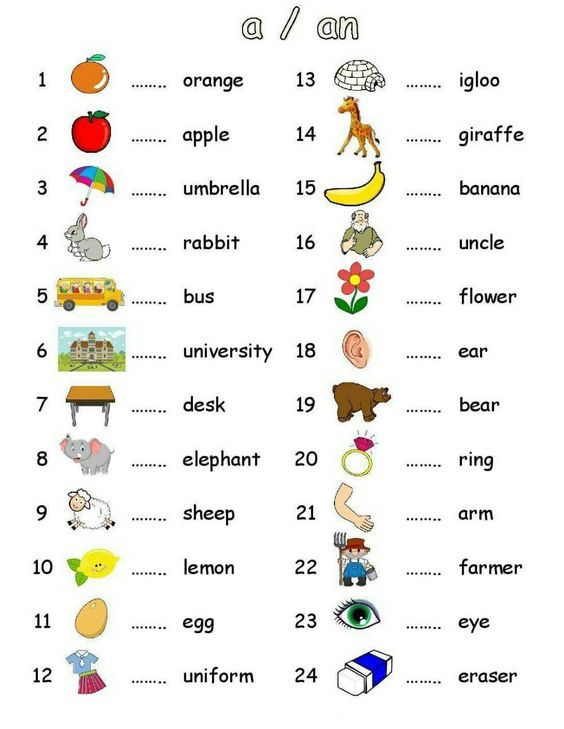 a / an
1 ........ orange
2 ........ apple
3 ........ umbrella
4 ........ rabbit
5 ........ bus
6 ........ university
7 ........ desk
8 ........ elephant
9 ........ sheep
10 ........ lemon
11 ........ egg
12 ........ uniform
13 ........ igloo
14 ........ giraffe
15 ........ banana
16 ........ uncle
17 ........ flower
18 ........ ear
19 ........ bear
20 ........ ring
21 ........ arm
22 ........ farmer
23 ........ eye
24 ........ eraser